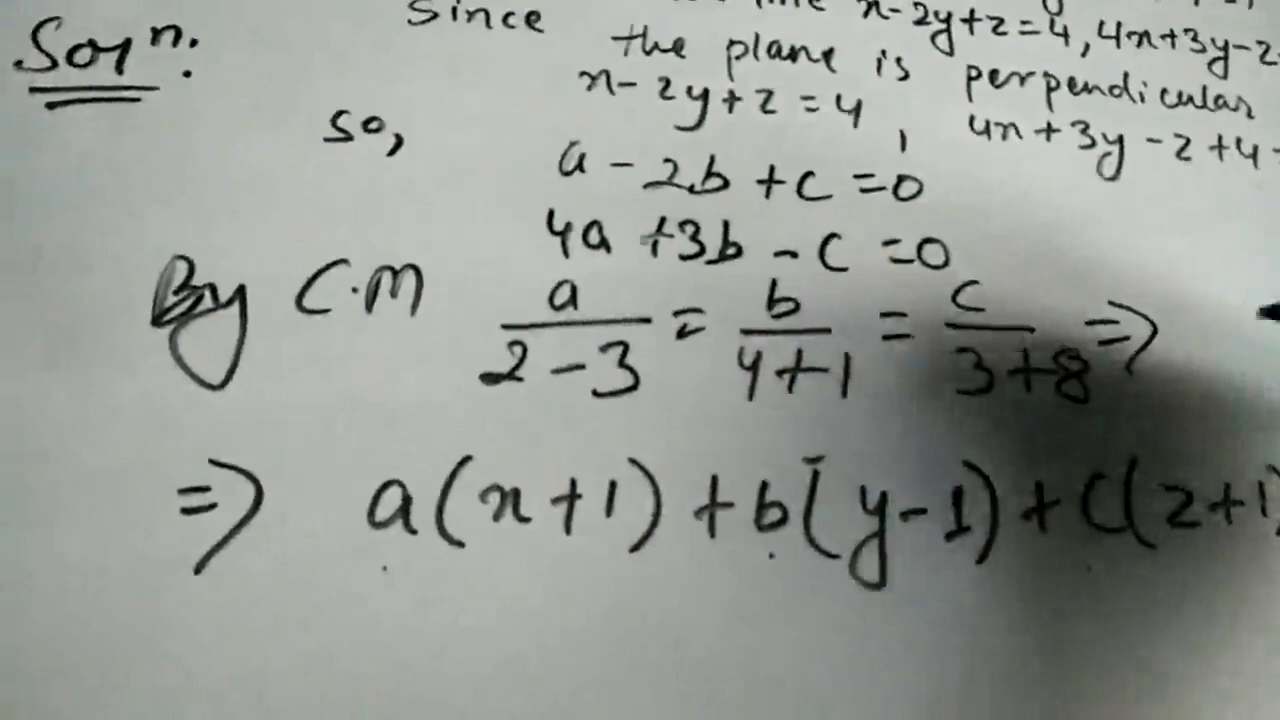 x-2y+z=4, 4x+3y-z
Solⁿ. Since the plane is perpendicular
x-2y+z=4, 4x+3y-z+4
so,
a-2b+c=0
4a+3b-c=0
By C.M a/(2-3) = b/(4+1) = c/(3+8) ⇒
⇒ a(x+1)+b(y-1)+c(z+1)